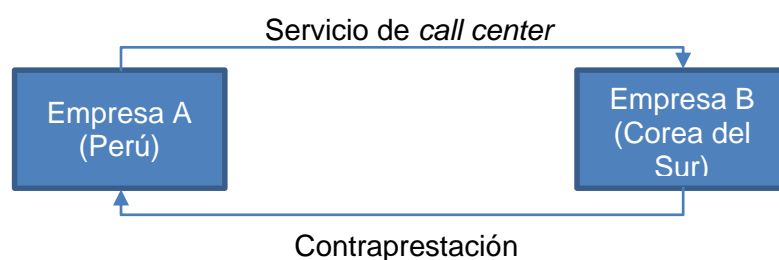 Servicio de call center
Empresa A
(Perú)
Empresa B
(Corea del
Sur)
Contraprestación